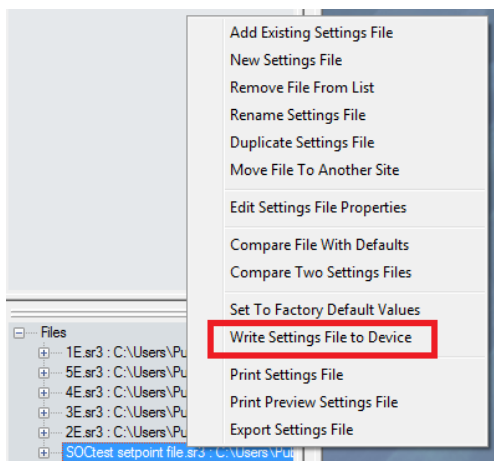 Add Existing Settings File
New Settings File
Remove File From List
Rename Settings File
Duplicate Settings File
Move File To Another Site
Edit Settings File Properties
Compare File With Defaults
Compare Two Settings Files
Set To Factory Default Values
Write Settings File to Device
Print Settings File
Print Preview Settings File
Export Settings File
Files
1E.sr3 : C:\Users\Pu
5E.sr3 : C:\Users\Pu
4E.sr3 : C:\Users\Pu
3E.sr3 : C:\Users\Pu
2E.sr3 : C:\Users\Pu
SOCtest setpoint file.sr3 : C:\Users\Pub